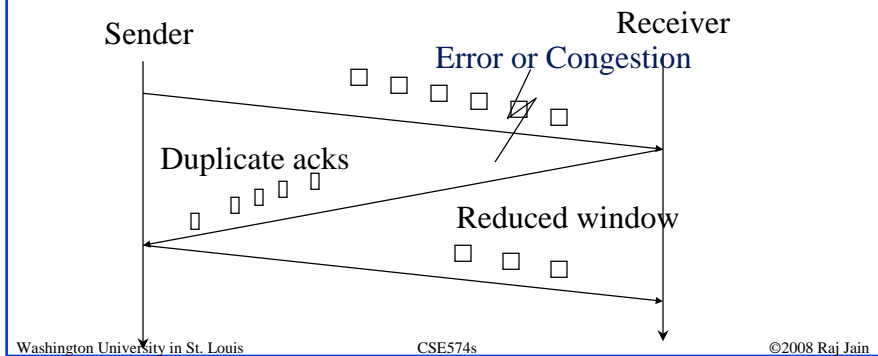 Sender
Receiver
Error or Congestion
Duplicate acks
Reduced window
Washington University in St. Louis
CSE574s
©2008 Raj Jain